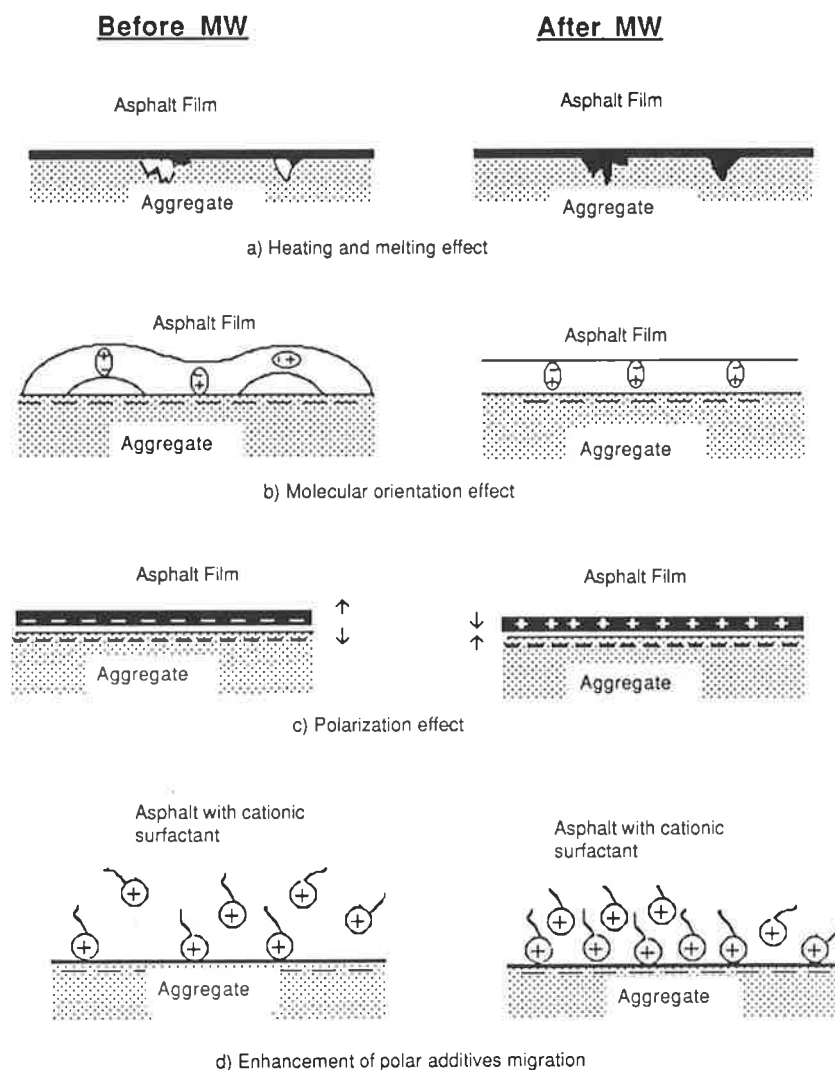 Before MW
After MW
Asphalt Film
Asphalt Film
Aggregate
Aggregate
a) Heating and melting effect
Asphalt Film
Asphalt Film
Aggregate
Aggregate
b) Molecular orientation effect
Asphalt Film
Asphalt Film
Aggregate
Aggregate
c) Polarization effect
Asphalt with cationic
surfactant
Asphalt with cationic
surfactant
Aggregate
Aggregate
d) Enhancement of polar additives migration